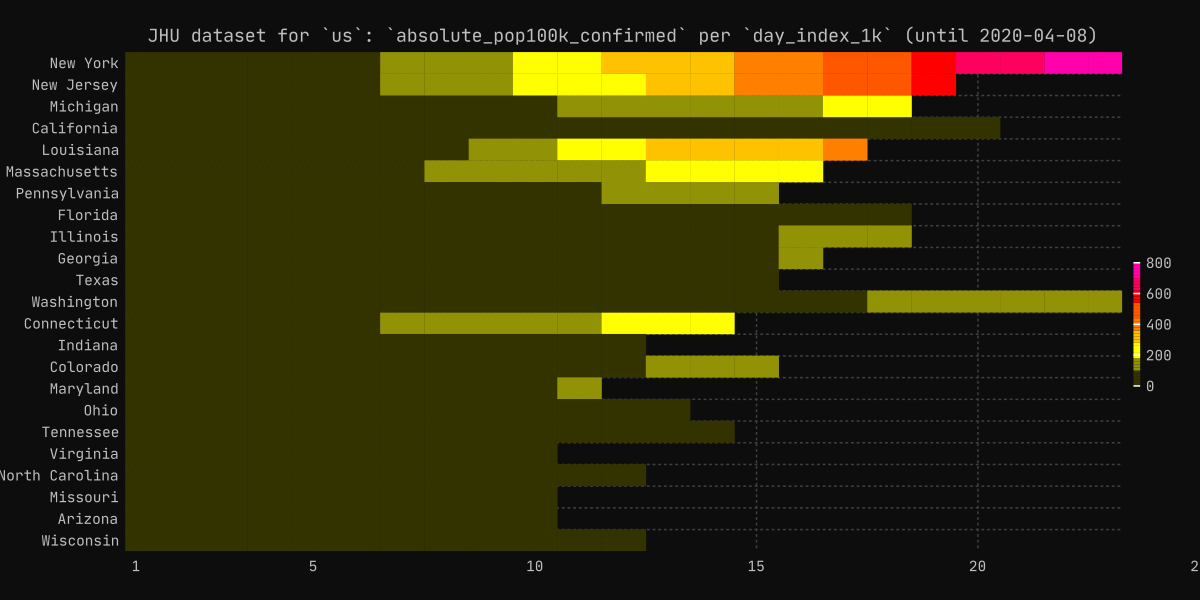 JHU dataset for `us`: `absolute_pop100k_confirmed` per `day_index_1k` (until 2020-04-08)
New York
New Jersey
Michigan
California
Louisiana
Massachusetts
Pennsylvania
Florida
Illinois
Georgia
Texas
Washington
Connecticut
Indiana
Colorado
Maryland
Ohio
Tennessee
Virginia
North Carolina
Missouri
Arizona
Wisconsin
1 5 10 15 20 2
800
600
400
200
0